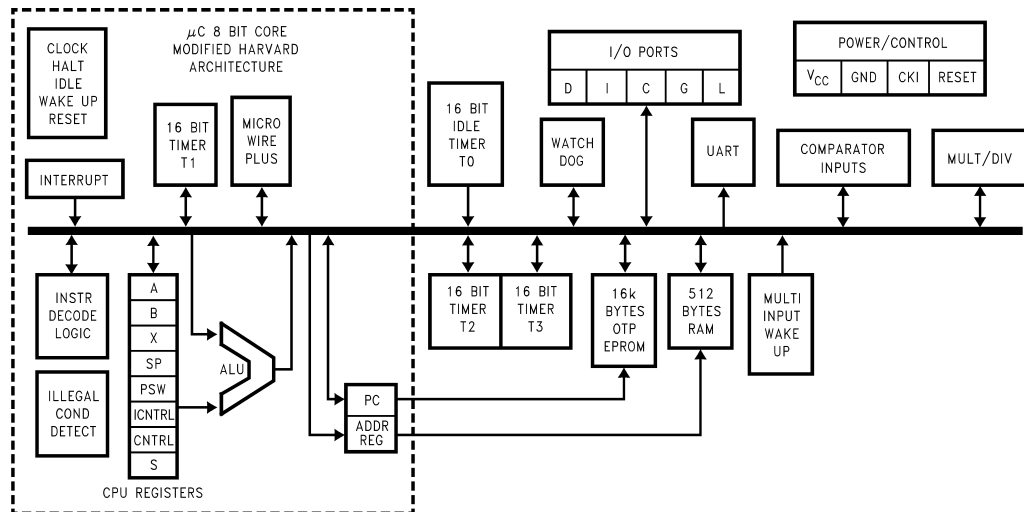 μC 8 BIT CORE
MODIFIED HARVARD
ARCHITECTURE
CLOCK
HALT
IDLE
WAKE UP
RESET
INTERRUPT
16 BIT
TIMER
T1
MICRO
WIRE
PLUS
16 BIT
IDLE
TIMER
T0
I/O PORTS
D I C G L
WATCH
DOG
UART
POWER/CONTROL
VCC GND CKI RESET
COMPARATOR
INPUTS
MULT/DIV
INSTR
DECODE
LOGIC
ILLEGAL
COND
DETECT
A
B
X
SP
PSW
ICNTRL
CNTRL
S
CPU REGISTERS
ALU
PC
ADDR
REG
16 BIT
TIMER
T2
16 BIT
TIMER
T3
16k
BYTES
OTP
EPROM
512
BYTES
RAM
MULTI
INPUT
WAKE
UP